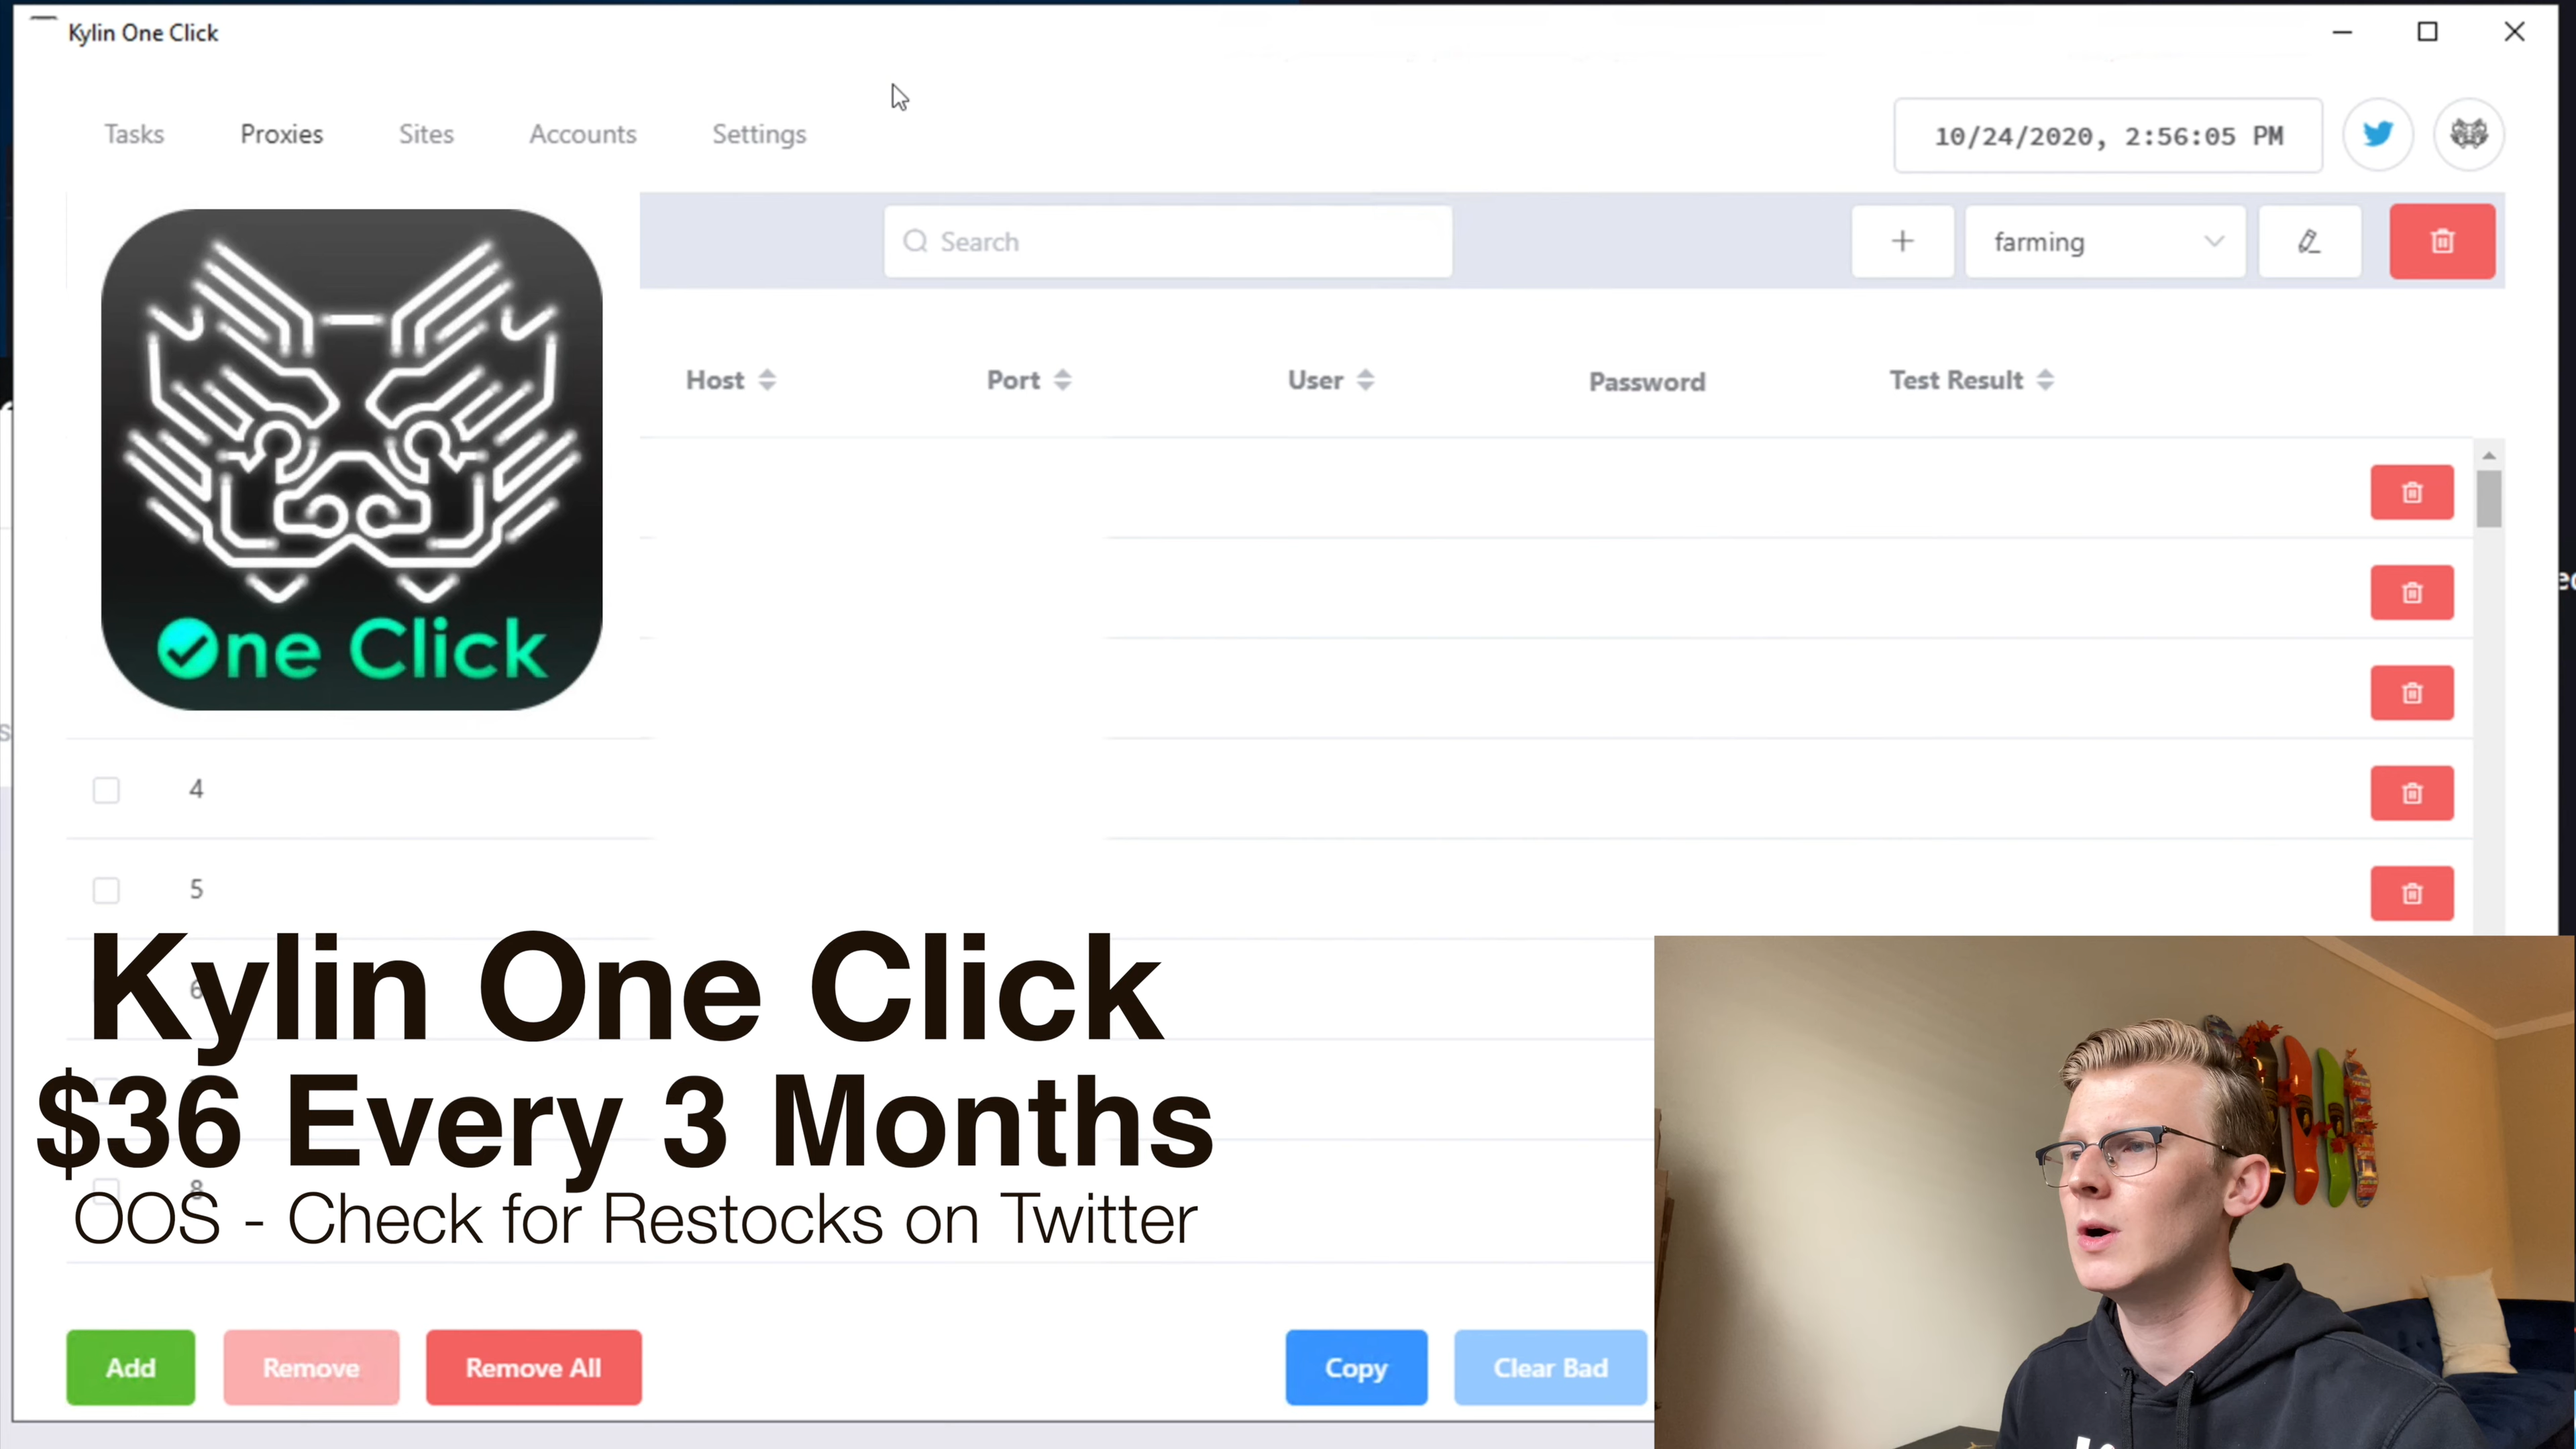 Kylin One Click
Tasks Proxies Sites Accounts Settings
10/24/2020, 2:56:05 PM
Search
farming
Host Port User Password Test Result
One Click
4
5
6
Kylin One Click
$36 Every 3 Months
8
OOS - Check for Restocks on Twitter
Add Remove Remove All Copy Clear Bad